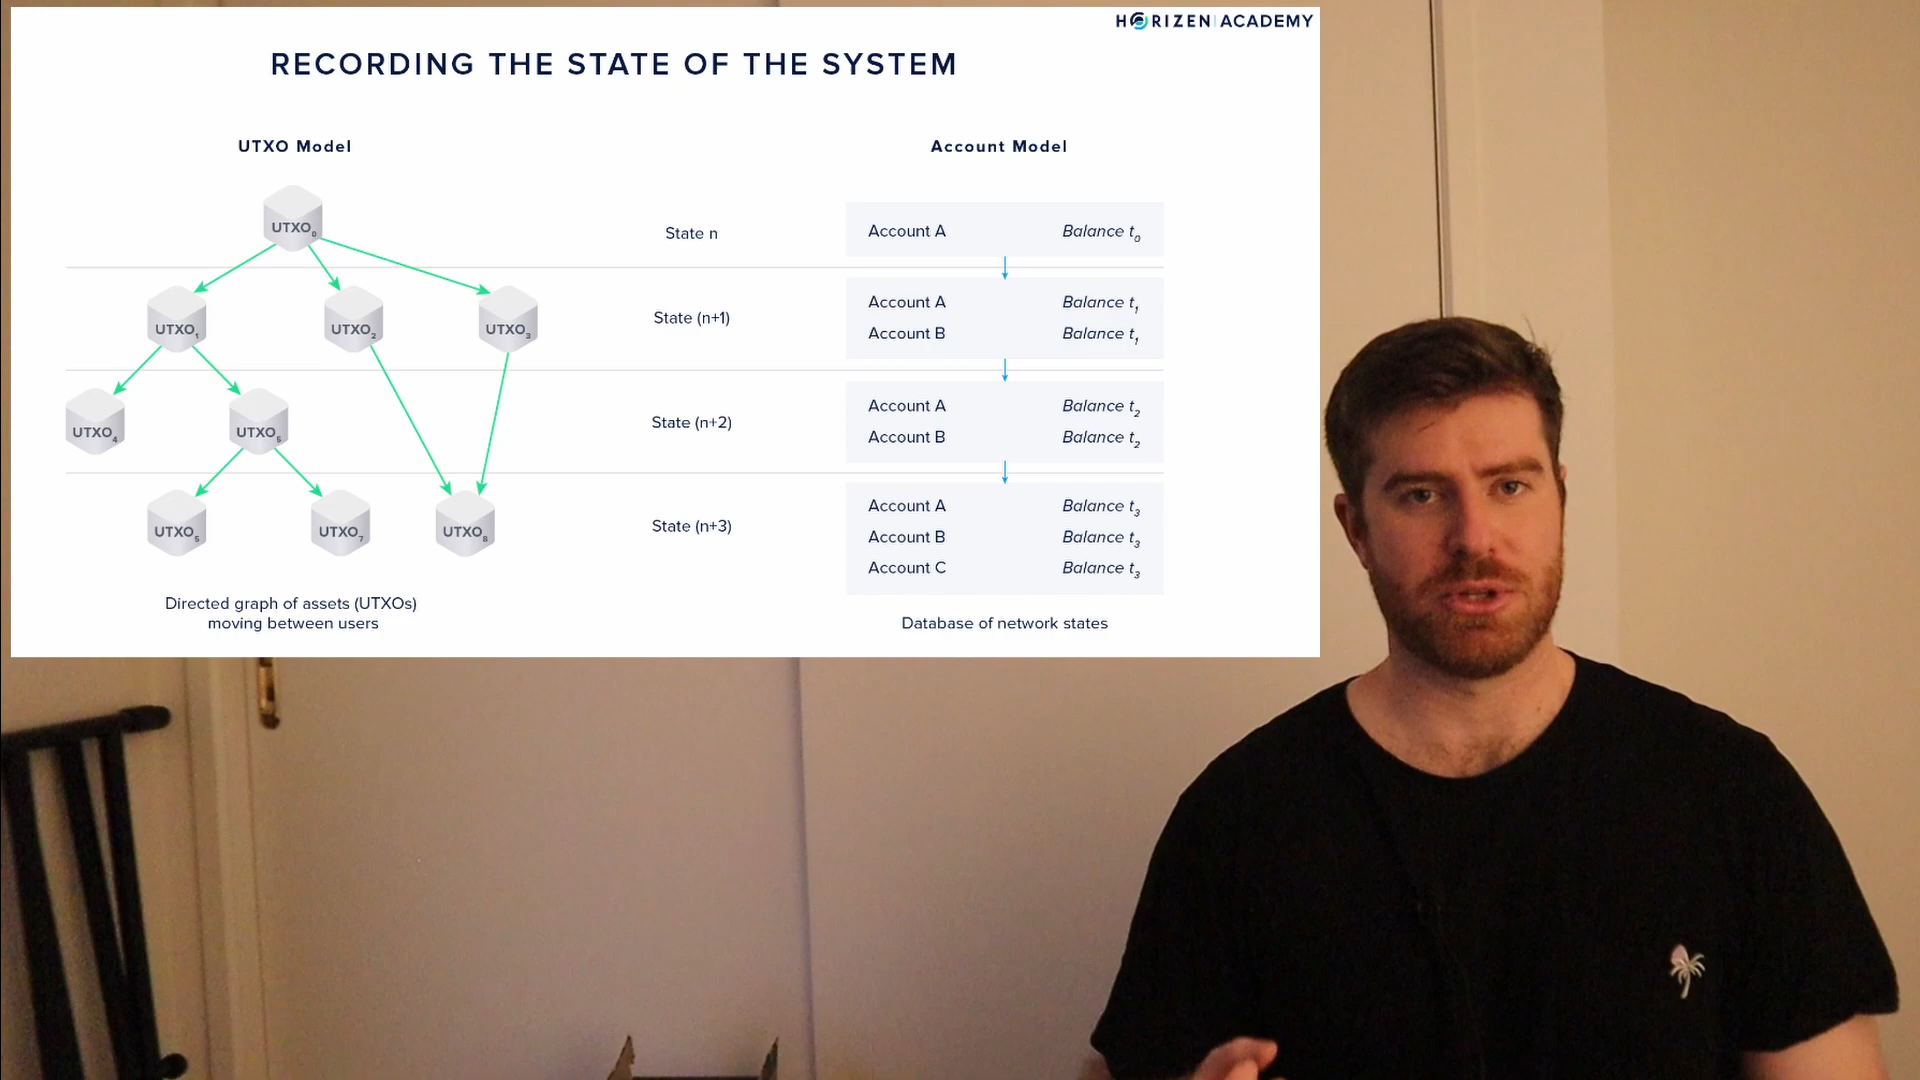 HORIZEN ACADEMY
RECORDING THE STATE OF THE SYSTEM
UTXO Model
Account Model
UTXO0
State n
Account A Balance t0
UTXO1 UTXO2 UTXO3
State (n+1)
Account A Balance t1
Account B Balance t1
UTXO4 UTXO5
State (n+2)
Account A Balance t2
Account B Balance t2
UTXO5 UTXO7 UTXO8
State (n+3)
Account A Balance t3
Account B Balance t3
Account C Balance t3
Directed graph of assets (UTXOs)
moving between users
Database of network states